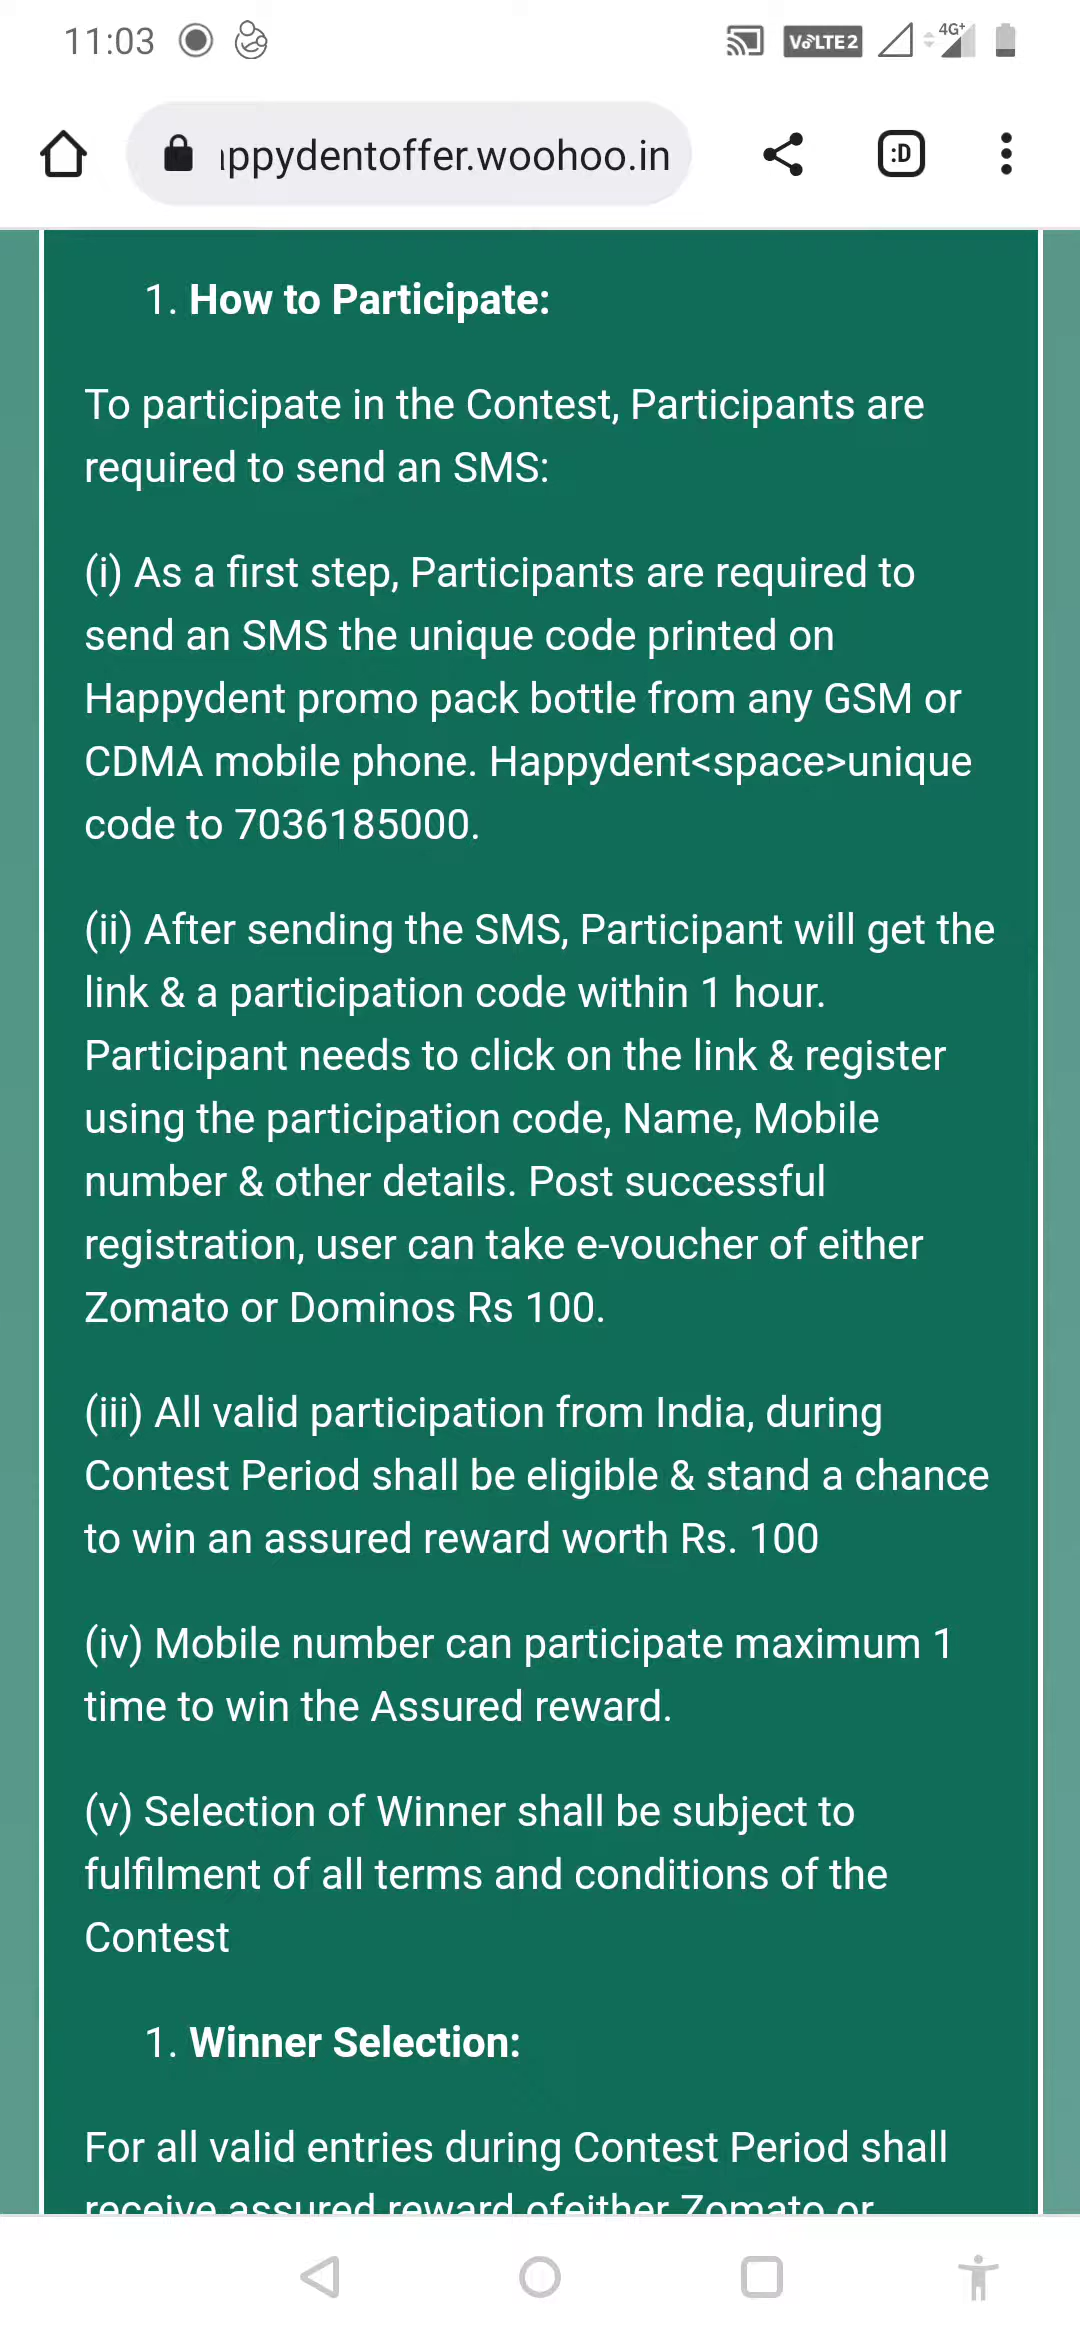 11:03
VoLTE2
4G+
ppydentoffer.woohoo.in
:D
1. How to Participate:
To participate in the Contest, Participants are
required to send an SMS:
(i) As a first step, Participants are required to
send an SMS the unique code printed on
Happydent promo pack bottle from any GSM or
CDMA mobile phone. Happydent<space>unique
code to 7036185000.
(ii) After sending the SMS, Participant will get the
link & a participation code within 1 hour.
Participant needs to click on the link & register
using the participation code, Name, Mobile
number & other details. Post successful
registration, user can take e-voucher of either
Zomato or Dominos Rs 100.
(iii) All valid participation from India, during
Contest Period shall be eligible & stand a chance
to win an assured reward worth Rs. 100
(iv) Mobile number can participate maximum 1
time to win the Assured reward.
(v) Selection of Winner shall be subject to
fulfilment of all terms and conditions of the
Contest
1. Winner Selection:
For all valid entries during Contest Period shall
receive assured reward ofeither Zomato or